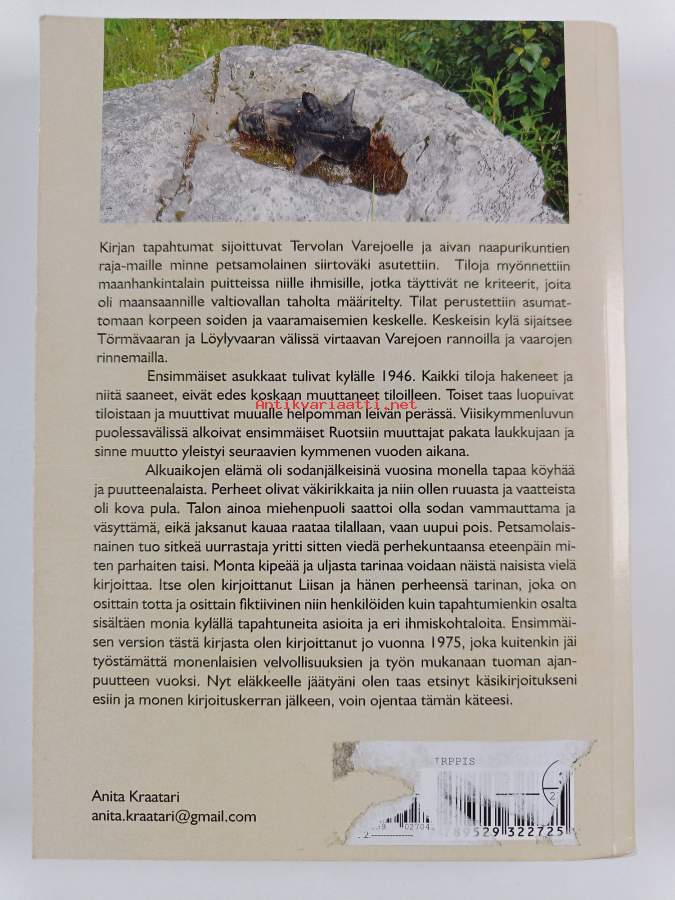 Kirjan tapahtumat sijoittuvat Tervolan Varejoelle ja aivan naapurikuntien
raja-maille minne petsamolainen siirtoväki asutettiin. Tiloja myönnettiin
maanhankintalain puitteissa niille ihmisille, jotka täyttivät ne kriteerit, joita
oli maansaannille valtiovallan taholta määritelty. Tilat perustettiin asumat-
tomaan korpeen soiden ja vaaramaisemien keskelle. Keskeisin kylä sijaitsee
Törmävaaran ja Löylyvaaran välissä virtaavan Varejoen rannoilla ja vaarojen
rinnemailla.
Ensimmäiset asukkaat tulivat kylälle 1946. Kaikki tiloja hakeneet ja
niitä saaneet, eivät edes koskaan muuttaneet tiloilleen. Toiset taas luopuivat
Antikvariaatti.net
tiloistaan ja muuttivat muualle helpomman leivän perässä. Viisikymmenluvun
puolessavälissä alkoivat ensimmäiset Ruotsiin muuttajat pakata laukkujaan ja
sinne muutto yleistyi seuraavien kymmenen vuoden aikana.
Alkuaikojen elämä oli sodanjälkeisinä vuosina monella tapaa köyhää
ja puutteenalaista. Perheet olivat väkirikkaita ja niin ollen ruuasta ja vaatteista
oli kova pula. Talon ainoa miehenpuoli saattoi olla sodan vammauttama ja
väsyttämä, eikä jaksanut kauaa raataa tilallaan, vaan uupui pois. Petsamolais-
nainen tuo sitkeä uurrastaja yritti sitten viedä perhekuntaansa eteenpäin mi-
ten parhaiten taisi. Monta kipeää ja uljasta tarinaa voidaan näistä naisista vielä
kirjoittaa. Itse olen kirjoittanut Liisan ja hänen perheensä tarinan, joka on
osittain totta ja osittain fiktiivinen niin henkilöiden kuin tapahtumienkin osalta
sisältäen monia kylällä tapahtuneita asioita ja eri ihmiskohtaloita. Ensimmäi-
sen version tästä kirjasta olen kirjoittanut jo vuonna 1975, joka kuitenkin jäi
työstämättä monenlaisien velvollisuuksien ja työn mukanaan tuoman ajan-
puutteen vuoksi. Nyt eläkkeelle jäätyäni olen taas etsinyt käsikirjoitukseni
esiin ja monen kirjoituskerran jälkeen, voin ojentaa tämän käteesi.
Anita Kraatari
anita.kraatari@gmail.com
IRPPIS
789529322725